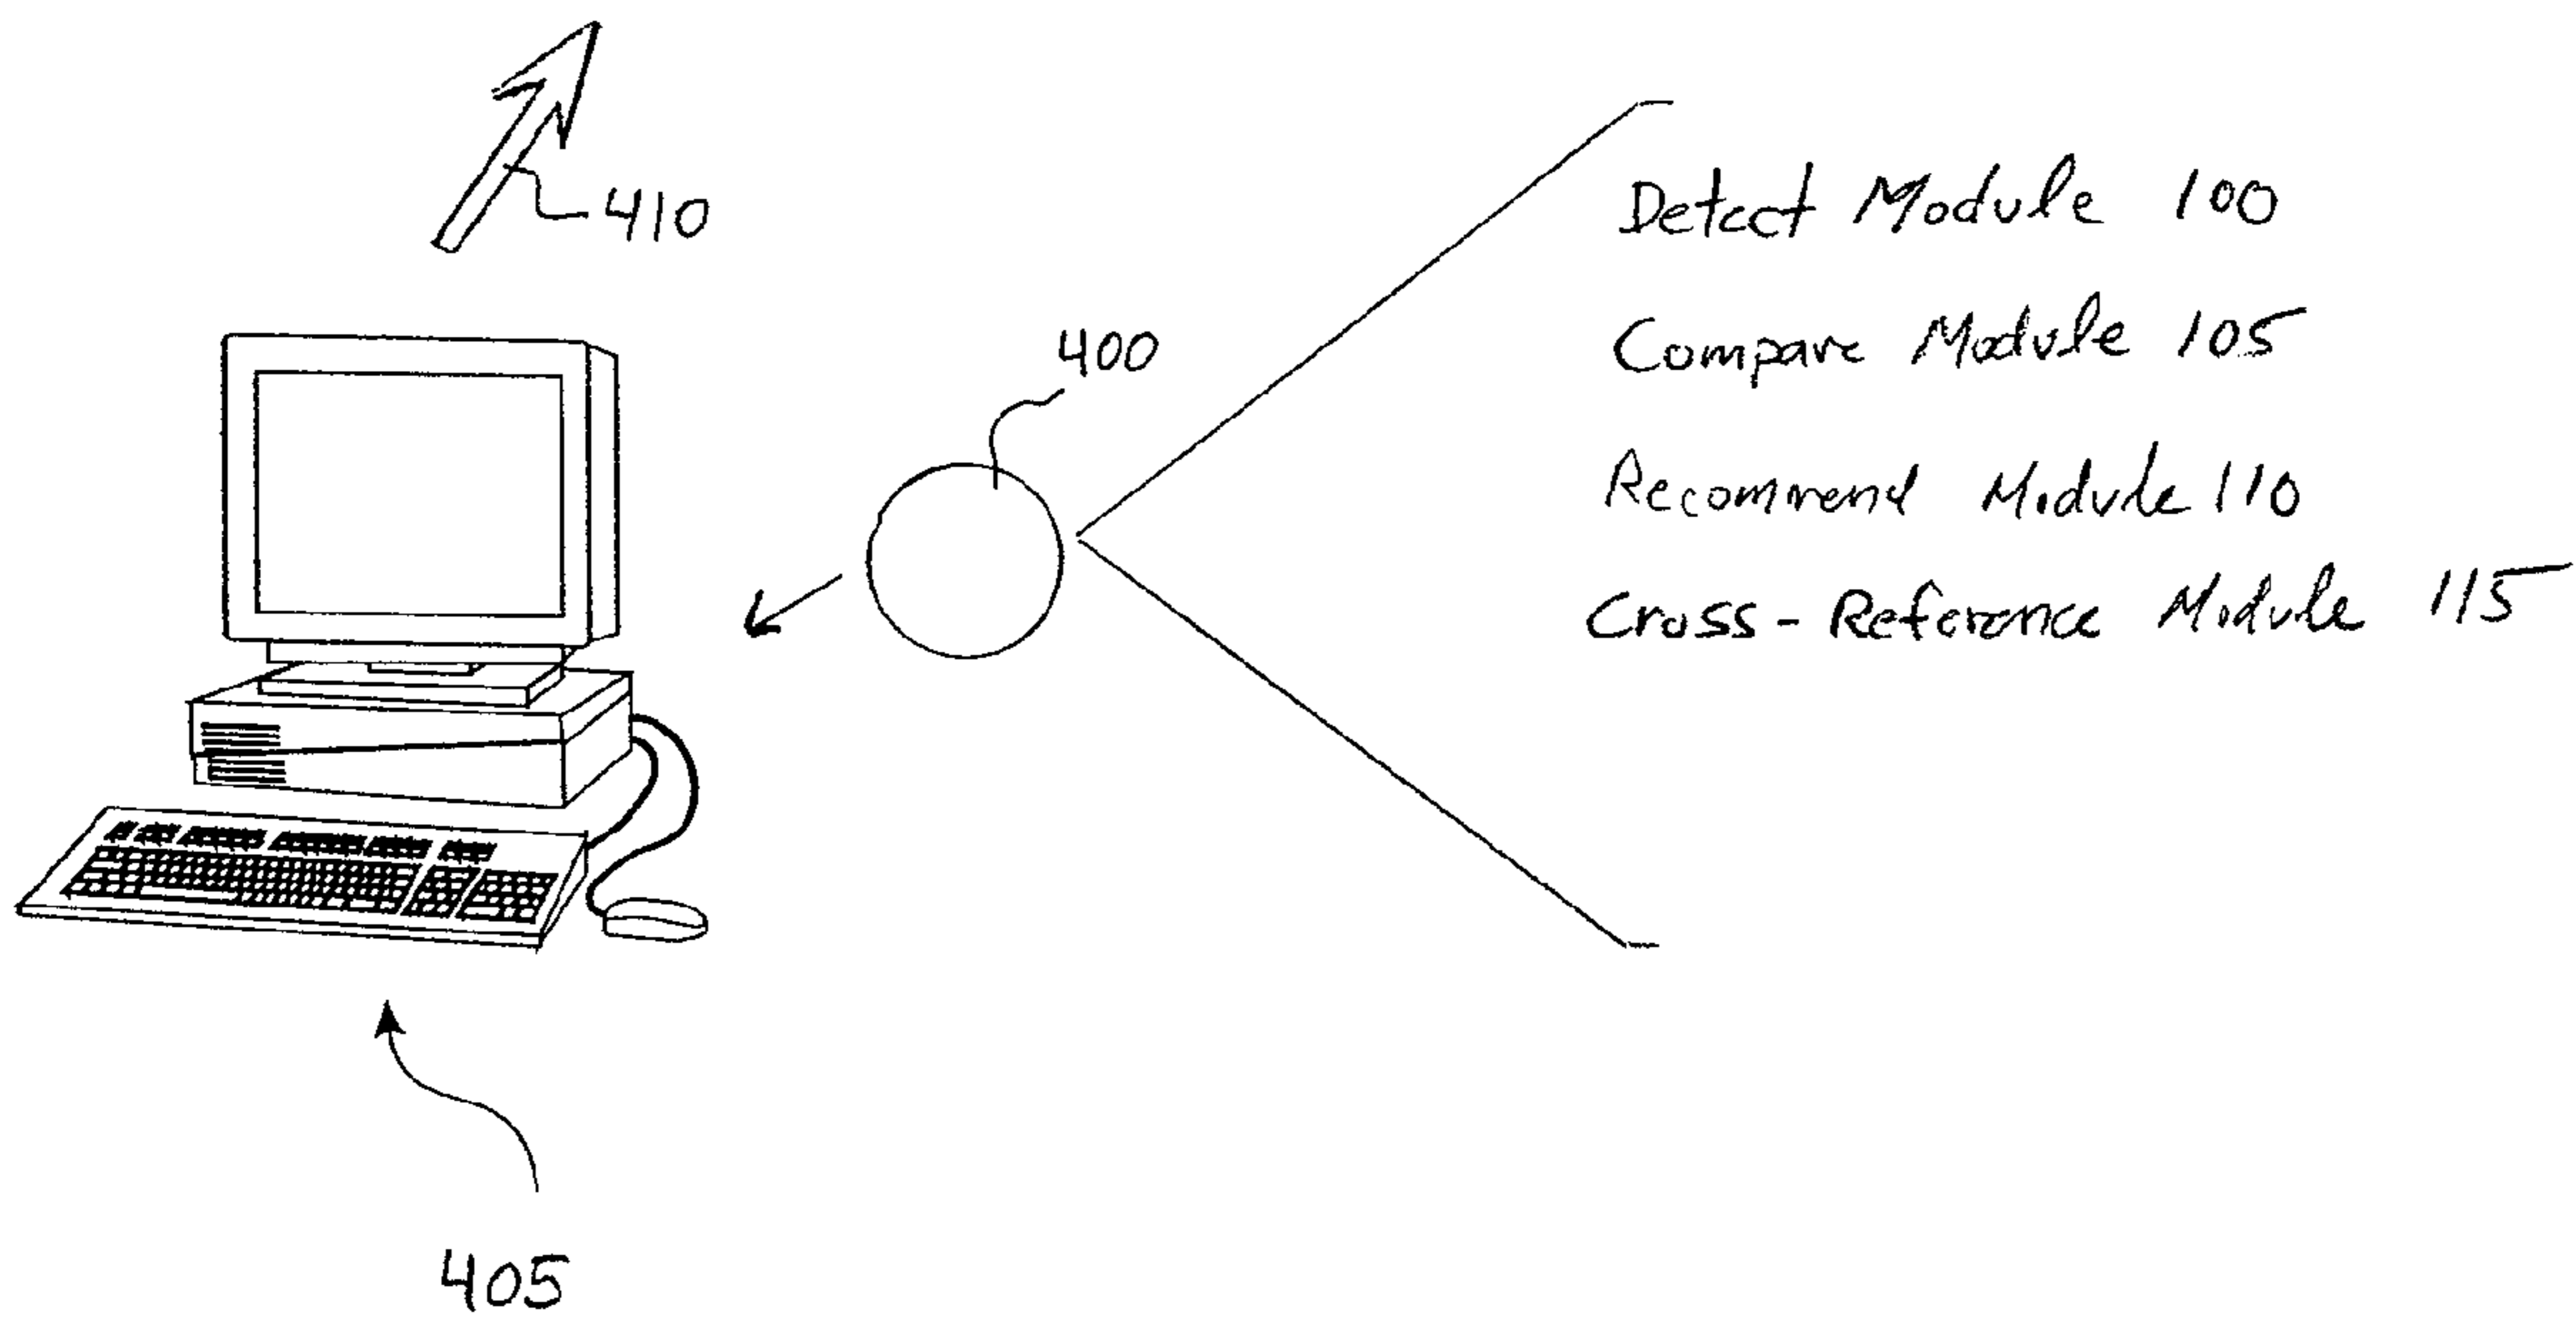 410
400
Detect Module 100
Compare Module 105
Recommend Module 110
Cross-Reference Module 115
405